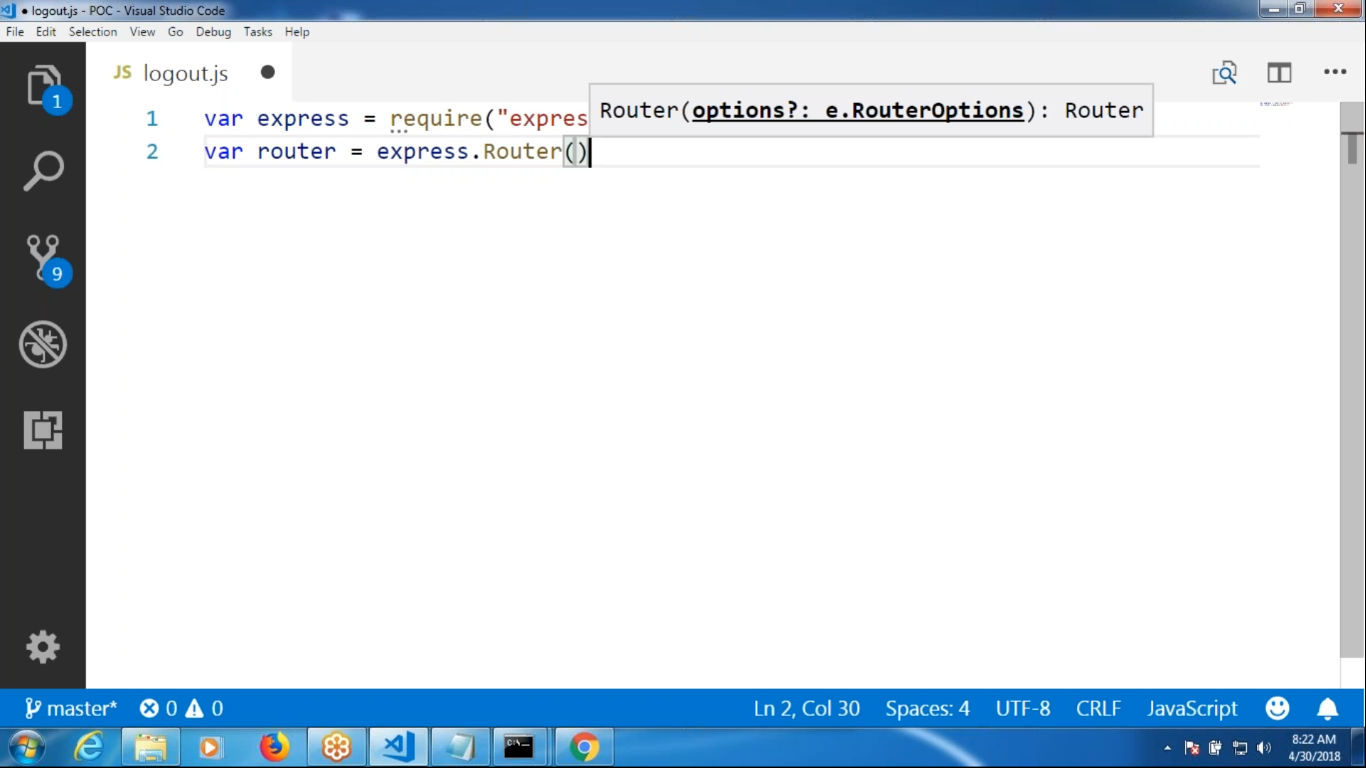 ● logout.js - POC - Visual Studio Code
File Edit Selection View Go Debug Tasks Help
1
JS logout.js ●
Router(options?: e.RouterOptions): Router
1 var express = require("expres
2 var router = express.Router()
9
master* 0 0 Ln 2, Col 30 Spaces: 4 UTF-8 CRLF JavaScript
8:22 AM
4/30/2018